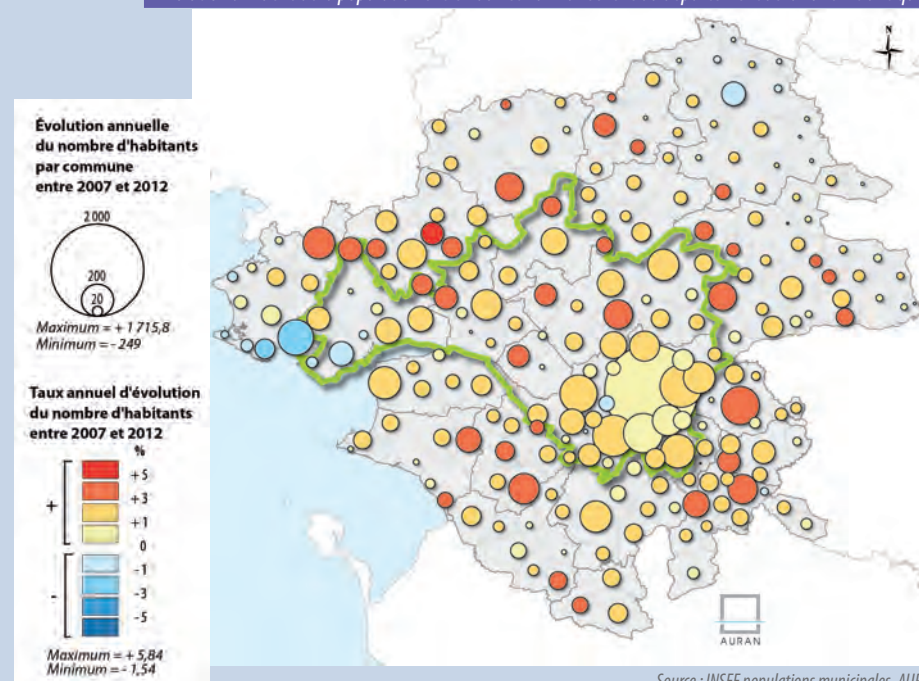 N
Évolution annuelle
du nombre d'habitants
par commune
entre 2007 et 2012
2 000
200
20
Maximum = + 1 715,8
Minimum = - 249
Taux annuel d'évolution
du nombre d'habitants
entre 2007 et 2012
%
+
+5
+3
+1
0
-
-1
-3
-5
Maximum = + 5,84
Minimum = - 1,54
AURAN
Source : INSEE populations municipales,